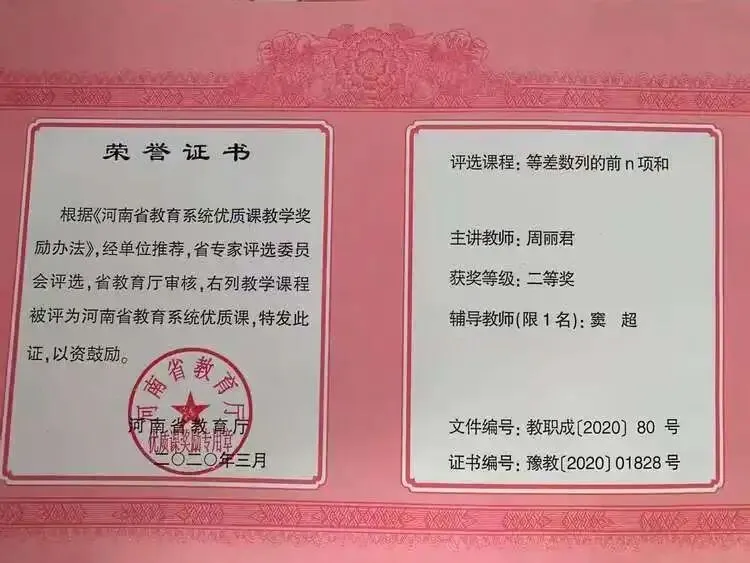 荣誉证书
根据《河南省教育系统优质课教学奖
励办法》,经单位推荐,省专家评选委员
会评选,省教育厅审核,右列教学课程
被评为河南省教育系统优质课,特发此
证,以资鼓励。
河南省教育厅
河南省教育厅
优质课奖励专用章
二〇二〇年三月
评选课程:等差数列的前n项和
主讲教师:周丽君
获奖等级:二等奖
辅导教师(限1名):窦 超
文件编号:教职成〔2020〕80 号
证书编号:豫教〔2020〕01828号